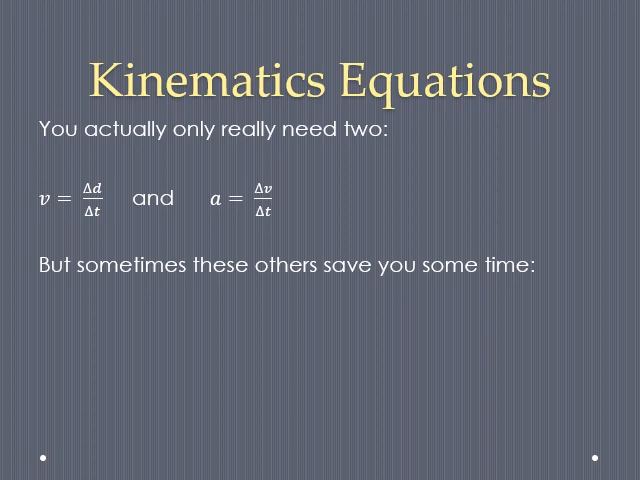 Kinematics Equations
You actually only really need two:
v = Δd/Δt and a = Δv/Δt
But sometimes these others save you some time: